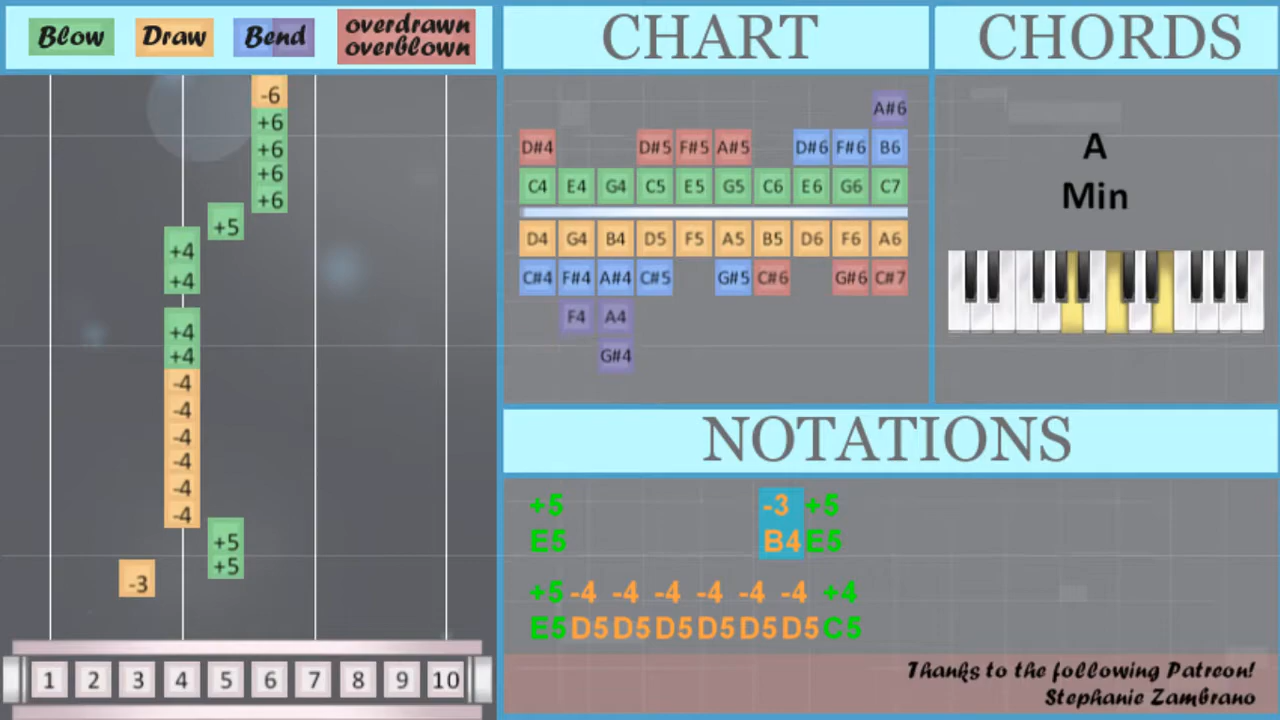 Blow Draw Bend overdrawn
overblown
CHART
CHORDS
-6
+6
+6
+6
+6
+5
+4
+4
+4
+4
-4
-4
-4
-4
-4
-4
+5
+5
-3
1 2 3 4 5 6 7 8 9 10
A#6
D#4 D#5 F#5 A#5 D#6 F#6 B6
C4 E4 G4 C5 E5 G5 C6 E6 G6 C7
D4 G4 B4 D5 F5 A5 B5 D6 F6 A6
C#4 F#4 A#4 C#5 G#5 C#6 G#6 C#7
F4 A4
G#4
A
Min
NOTATIONS
+5 -3 +5
E5 B4 E5
+5 -4 -4 -4 -4 -4 -4 +4
E5 D5 D5 D5 D5 D5 D5 C5
Thanks to the following Patreon!
Stephanie Zambrano